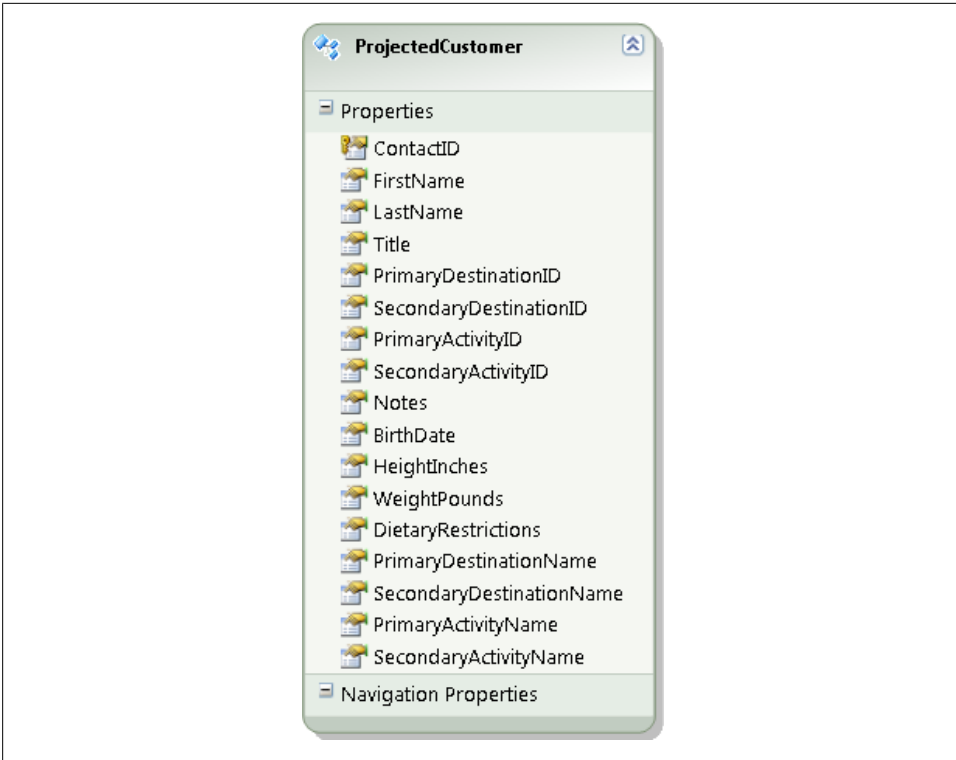 ProjectedCustomer
Properties
ContactID
FirstName
LastName
Title
PrimaryDestinationID
SecondaryDestinationID
PrimaryActivityID
SecondaryActivityID
Notes
BirthDate
HeightInches
WeightPounds
DietaryRestrictions
PrimaryDestinationName
SecondaryDestinationName
PrimaryActivityName
SecondaryActivityName
Navigation Properties